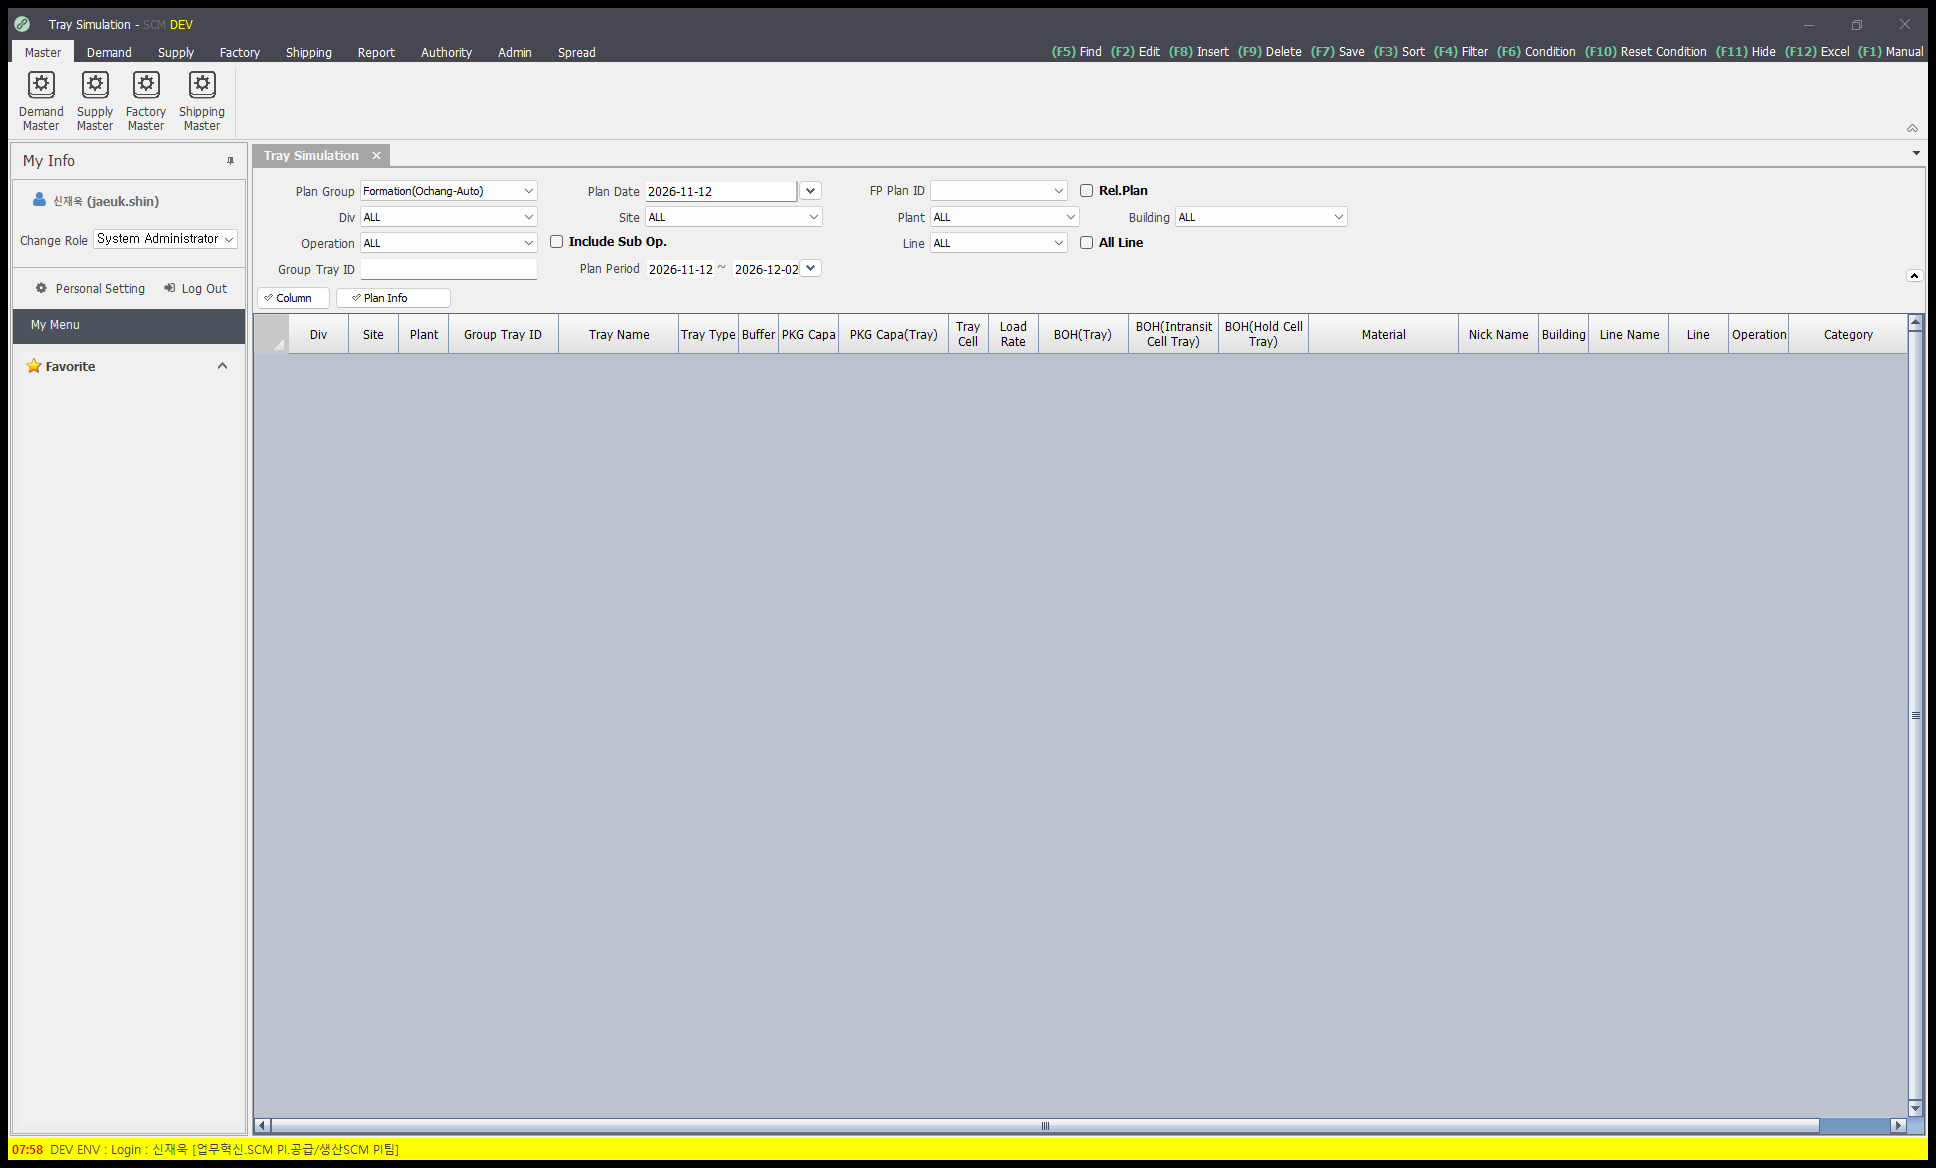 Tray Simulation - SCM DEV
Master Demand Supply Factory Shipping Report Authority Admin Spread (F5) Find (F2) Edit (F8) Insert (F9) Delete (F7) Save (F3) Sort (F4) Filter (F6) Condition (F10) Reset Condition (F11) Hide (F12) Excel (F1) Manual
Demand Master
Supply Master
Factory Master
Shipping Master
My Info
신재욱 (jaeuk.shin)
Change Role System Administrator
Personal Setting Log Out
My Menu
Favorite
Tray Simulation
Plan Group Formation(Ochang-Auto) Plan Date 2026-11-12 FP Plan ID Rel.Plan
Div ALL Site ALL Plant ALL Building ALL
Operation ALL Include Sub Op. Line ALL All Line
Group Tray ID Plan Period 2026-11-12 ~ 2026-12-02
Column Plan Info
Div Site Plant Group Tray ID Tray Name Tray Type Buffer PKG Capa PKG Capa(Tray) Tray Cell Load Rate BOH(Tray) BOH(Intransit Cell Tray) BOH(Hold Cell Tray) Material Nick Name Building Line Name Line Operation Category
07:58 DEV ENV : Login : 신재욱 [업무혁신.SCM PI.공급/생산SCM PI팀]